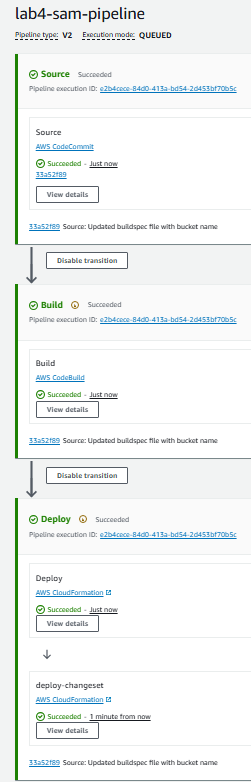 lab4-sam-pipeline
Pipeline type: V2 Execution mode: QUEUED
Source Succeeded
Pipeline execution ID: e2b4cece-84d0-413a-bd54-2d453bf70b5c
Source
AWS CodeCommit
Succeeded - Just now
33a52f89
View details
33a52f89 Source: Updated buildspec file with bucket name
Disable transition
Build Succeeded
Pipeline execution ID: e2b4cece-84d0-413a-bd54-2d453bf70b5c
Build
AWS CodeBuild
Succeeded - Just now
View details
33a52f89 Source: Updated buildspec file with bucket name
Disable transition
Deploy Succeeded
Pipeline execution ID: e2b4cece-84d0-413a-bd54-2d453bf70b5c
Deploy
AWS CloudFormation
Succeeded - Just now
View details
deploy-changeset
AWS CloudFormation
Succeeded - 1 minute from now
View details
33a52f89 Source: Updated buildspec file with bucket name